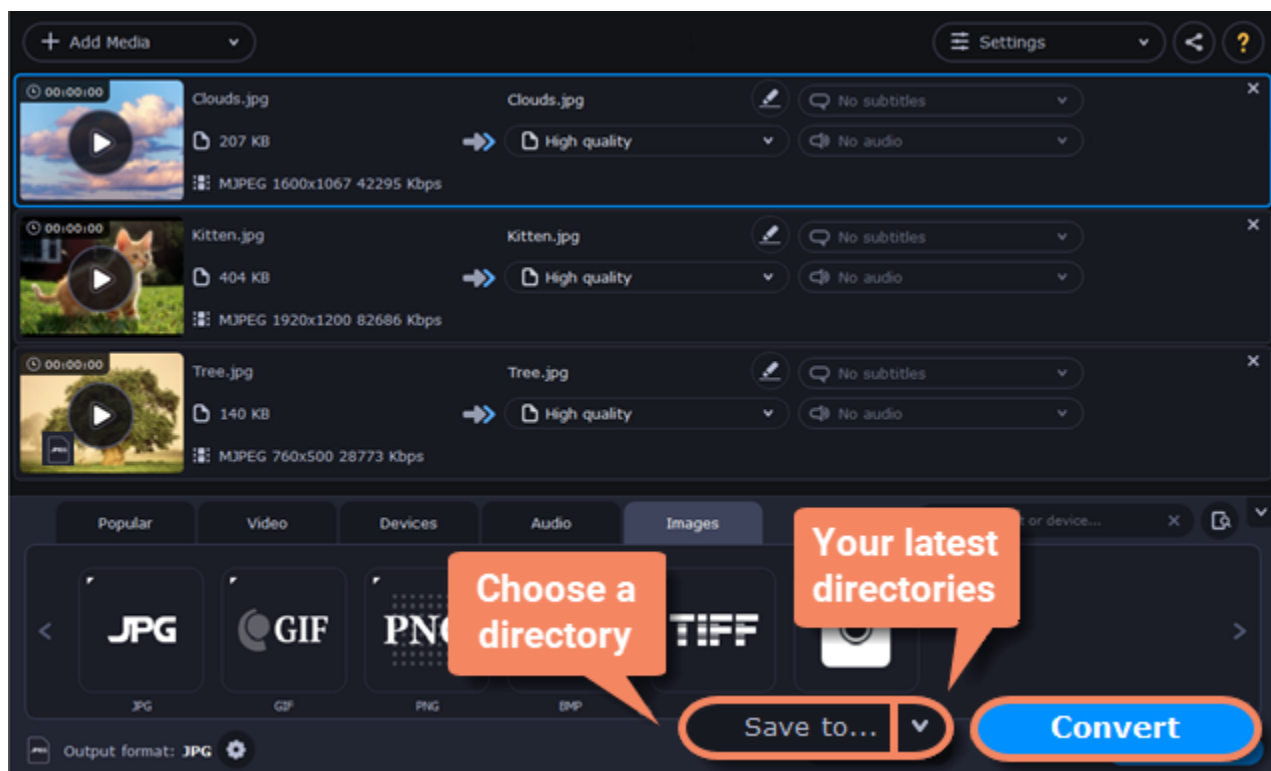 Add Media
Settings
?
00:00:00
Clouds.jpg
Clouds.jpg
No subtitles
207 KB
High quality
No audio
MJPEG 1600x1067 42295 Kbps
00:00:00
Kitten.jpg
Kitten.jpg
No subtitles
404 KB
High quality
No audio
MJPEG 1920x1200 82686 Kbps
00:00:00
Tree.jpg
Tree.jpg
No subtitles
140 KB
High quality
No audio
JPEG
MJPEG 760x500 28773 Kbps
Popular
Video
Devices
Audio
Images
or device...
Your latest
directories
Choose a
directory
JPG
GIF
TIFF
JPG
GIF
PNG
BMP
Save to...
Convert
JPEG
Output format: JPG